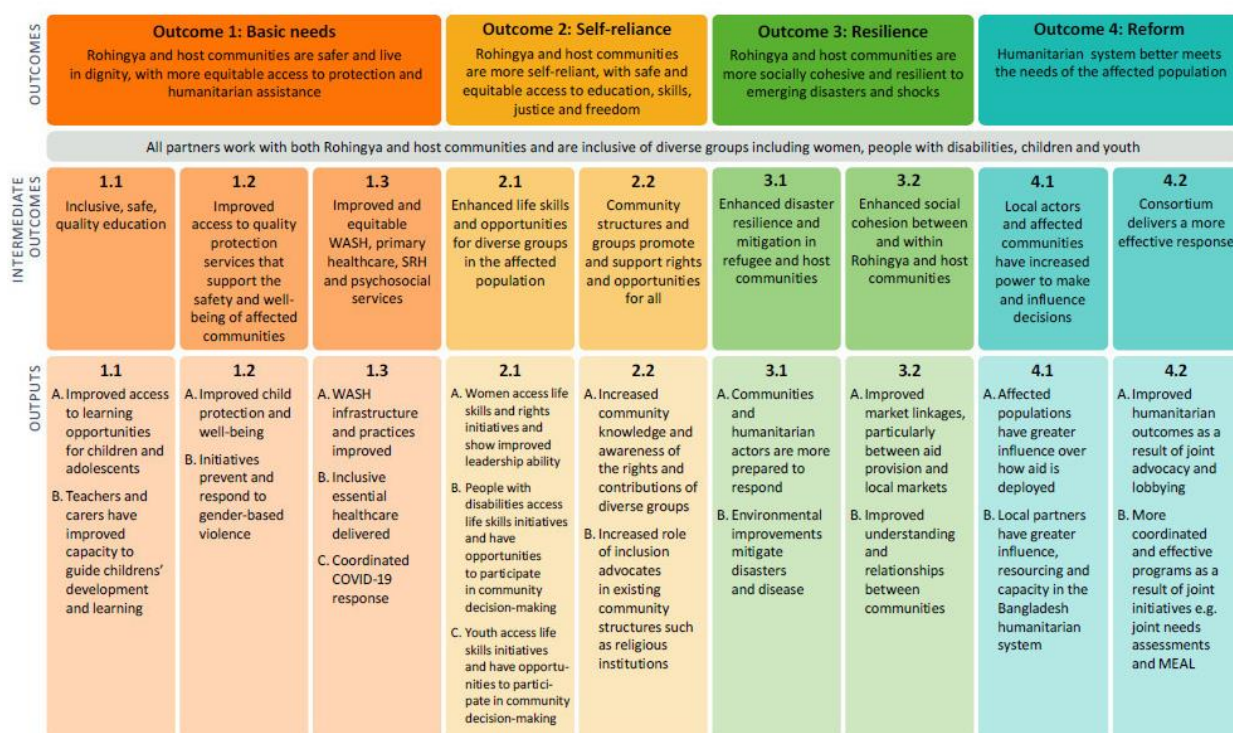 OUTCOMES
Outcome 1: Basic needs
Rohingya and host communities are safer and live
in dignity, with more equitable access to protection and
humanitarian assistance
Outcome 2: Self-reliance
Rohingya and host communities
are more self-reliant, with safe and
equitable access to education, skills,
justice and freedom
Outcome 3: Resilience
Rohingya and host communities are
more socially cohesive and resilient to
emerging disasters and shocks
Outcome 4: Reform
Humanitarian system better meets
the needs of the affected population
All partners work with both Rohingya and host communities and are inclusive of diverse groups including women, people with disabilities, children and youth
INTERMEDIATE
OUTCOMES
1.1
Inclusive, safe,
quality education
1.2
Improved
access to quality
protection
services that
support the
safety and well-
being of affected
communities
1.3
Improved and
equitable
WASH, primary
healthcare, SRH
and psychosocial
services
2.1
Enhanced life skills
and opportunities
for diverse groups
in the affected
population
2.2
Community
structures and
groups promote
and support rights
and opportunities
for all
3.1
Enhanced disaster
resilience and
mitigation in
refugee and host
communities
3.2
Enhanced social
cohesion between
and within
Rohingya and host
communities
4.1
Local actors
and affected
communities
have increased
power to make
and influence
decisions
4.2
Consortium
delivers a more
effective response
OUTPUTS
1.1
A. Improved access
to learning
opportunities
for children and
adolescents
B. Teachers and
carers have
improved
capacity to
guide childrens’
development
and learning
1.2
A. Improved child
protection and
well-being
B. Initiatives
prevent and
respond to
gender-based
violence
1.3
A. WASH
infrastructure
and practices
improved
B. Inclusive
essential
healthcare
delivered
C. Coordinated
COVID-19
response
2.1
A. Women access life
skills and rights
initiatives and
show improved
leadership ability
B. People with
disabilities access
life skills initiatives
and have
opportunities
to participate
in community
decision-making
C. Youth access life
skills initiatives
and have opportu-
nities to partici-
pate in community
decision-making
2.2
A. Increased
community
knowledge and
awareness of
the rights and
contributions of
diverse groups
B. Increased role
of inclusion
advocates
in existing
community
structures such
as religious
institutions
3.1
A. Communities
and
humanitarian
actors are more
prepared to
respond
B. Environmental
improvements
mitigate
disasters
and disease
3.2
A. Improved
market linkages,
particularly
between aid
provision and
local markets
B. Improved
understanding
and
relationships
between
communities
4.1
A. Affected
populations
have greater
influence over
how aid is
deployed
B. Local partners
have greater
influence,
resourcing and
capacity in the
Bangladesh
humanitarian
system
4.2
A. Improved
humanitarian
outcomes as a
result of joint
advocacy and
lobbying
B. More
coordinated
and effective
programs as a
result of joint
initiatives e.g.
joint needs
assessments
and MEAL